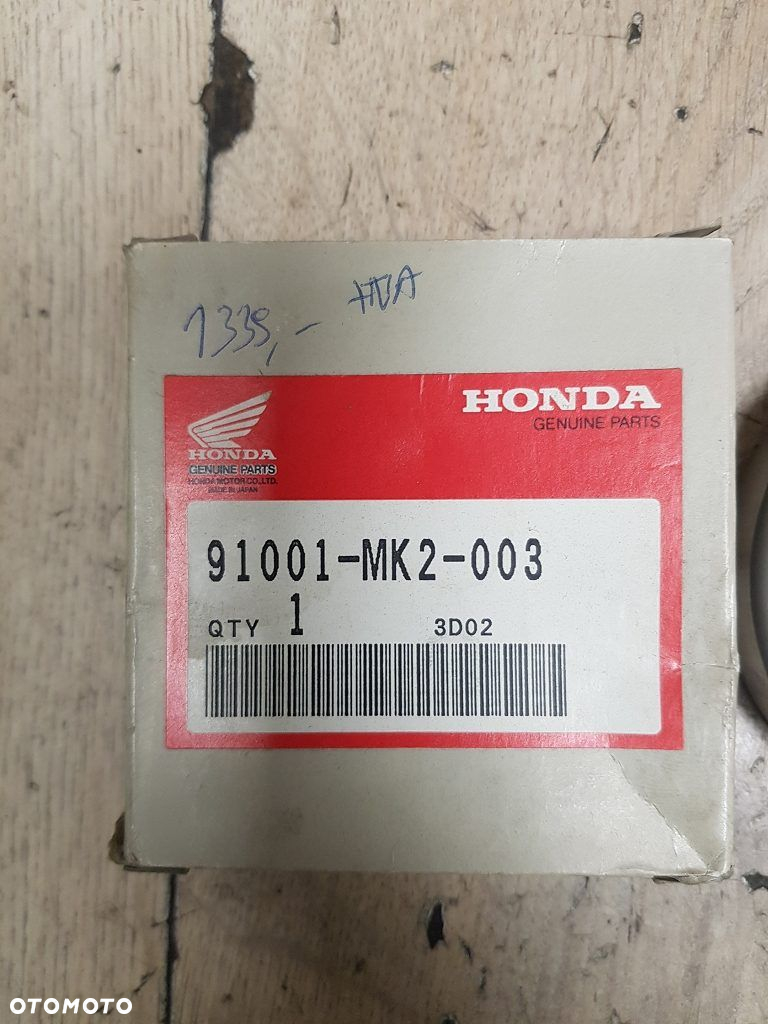 1339,-
HONDA
GENUINE PARTS
HONDA
GENUINE PARTS
HONDA MOTOR CO., LTD.
MADE IN JAPAN
91001-MK2-003
QTY 1 3D02
OTOMOTO